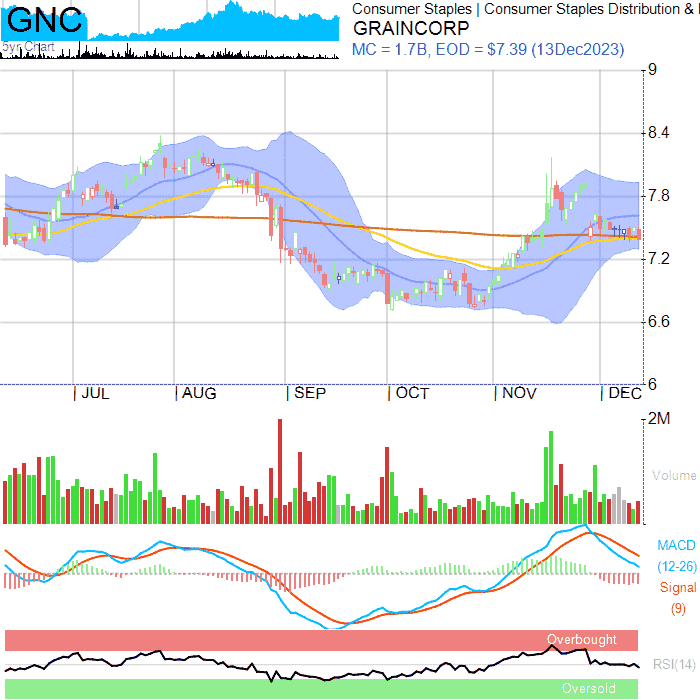 GNC
5yr Chart
Consumer Staples | Consumer Staples Distribution &
GRAINCORP
MC = 1.7B, EOD = $7.39 (13Dec2023)
9
8.4
7.8
7.2
6.6
6
| JUL | AUG | SEP | OCT | NOV | DEC
2M
Volume
MACD
(12-26)
Signal
(9)
Overbought
RSI(14)
Oversold